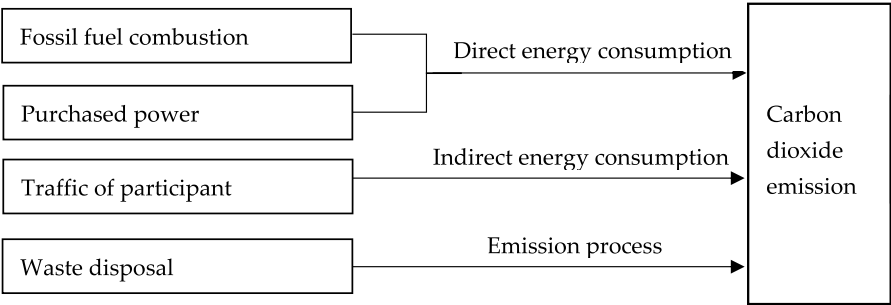 Fossil fuel combustion
Direct energy consumption
Purchased power
Indirect energy consumption
Traffic of participant
Emission process
Waste disposal
Carbon
dioxide
emission